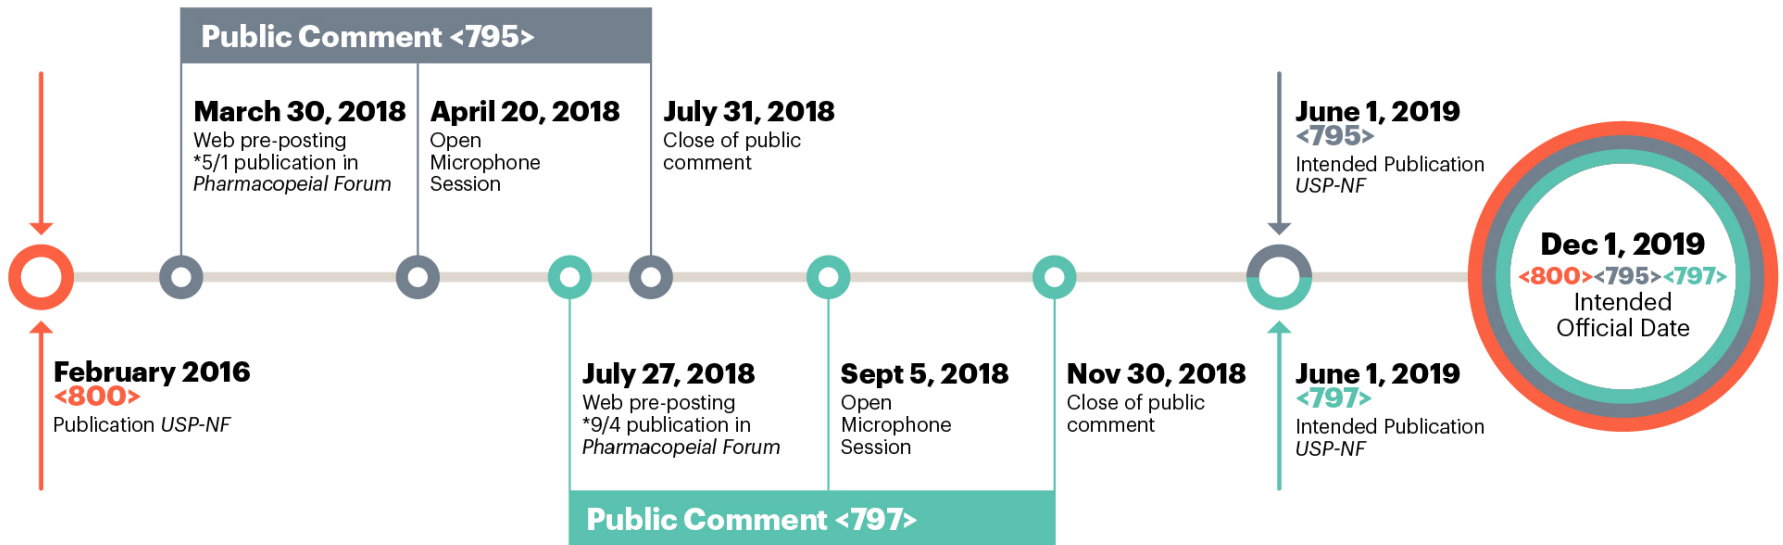 Public Comment <795>
March 30, 2018
Web pre-posting
*5/1 publication in
Pharmacopeial Forum
April 20, 2018
Open
Microphone
Session
July 31, 2018
Close of public
comment
June 1, 2019
<795>
Intended Publication
USP-NF
February 2016
<800>
Publication USP-NF
July 27, 2018
Web pre-posting
*9/4 publication in
Pharmacopeial Forum
Sept 5, 2018
Open
Microphone
Session
Nov 30, 2018
Close of public
comment
June 1, 2019
<797>
Intended Publication
USP-NF
Public Comment <797>
Dec 1, 2019
<800><795><797>
Intended
Official Date